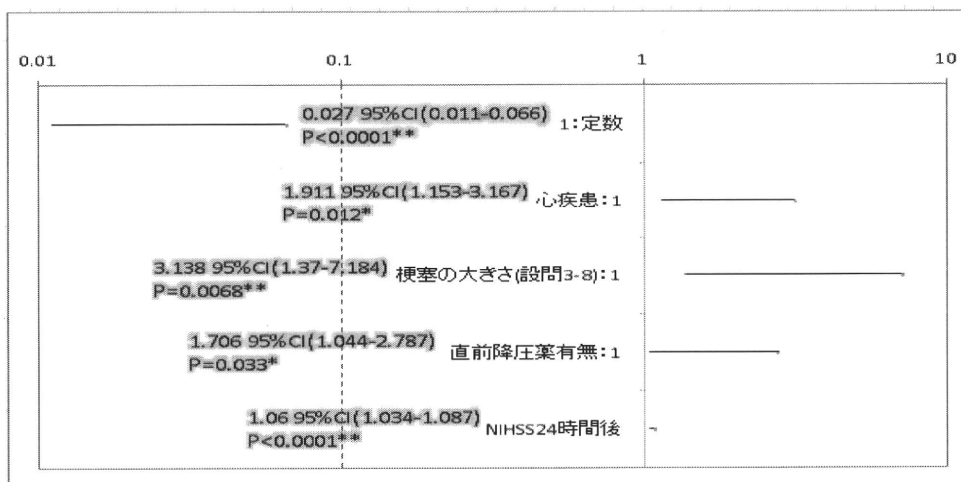 0.01 0.1 1 10
0.027 95%CI(0.011-0.066)
P<0.0001**
1:定数
1.911 95%CI(1.153-3.167)
P=0.012*
心疾患:1
3.138 95%CI(1.37-7.184)
P=0.0068**
梗塞の大きさ(設問3-8):1
1.706 95%CI(1.044-2.787)
P=0.033*
直前降圧薬有無:1
1.06 95%CI(1.034-1.087)
P<0.0001**
NIHSS24時間後